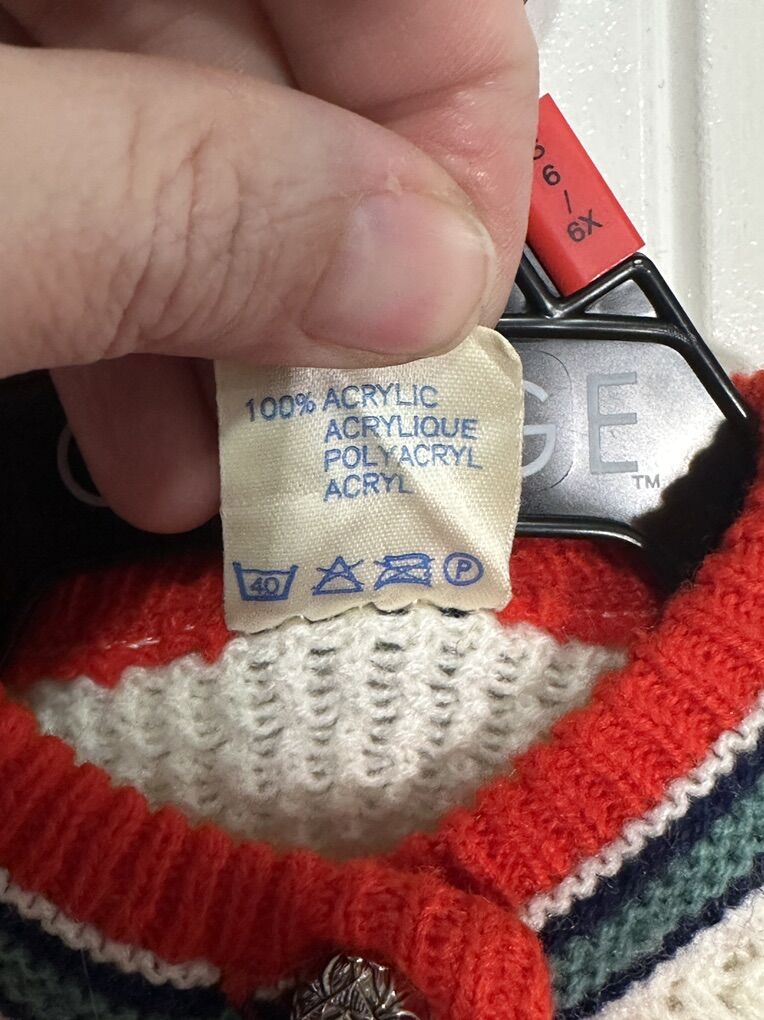 6
/
6X
100% ACRYLIC
ACRYLIQUE
POLYACRYL
ACRYL
40 P
GE
TM